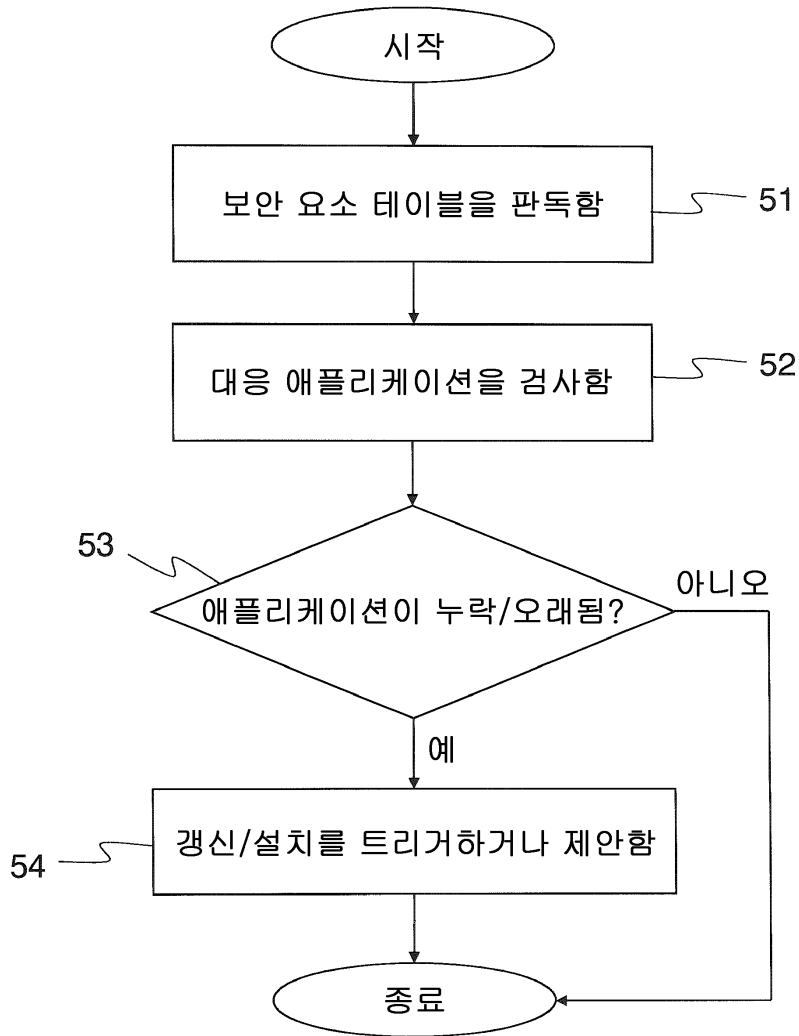 시작
보안 요소 테이블을 판독함
51
대응 애플리케이션을 검사함
52
53
애플리케이션이 누락/오래됨?
아니오
예
갱신/설치를 트리거하거나 제안함
54
종료